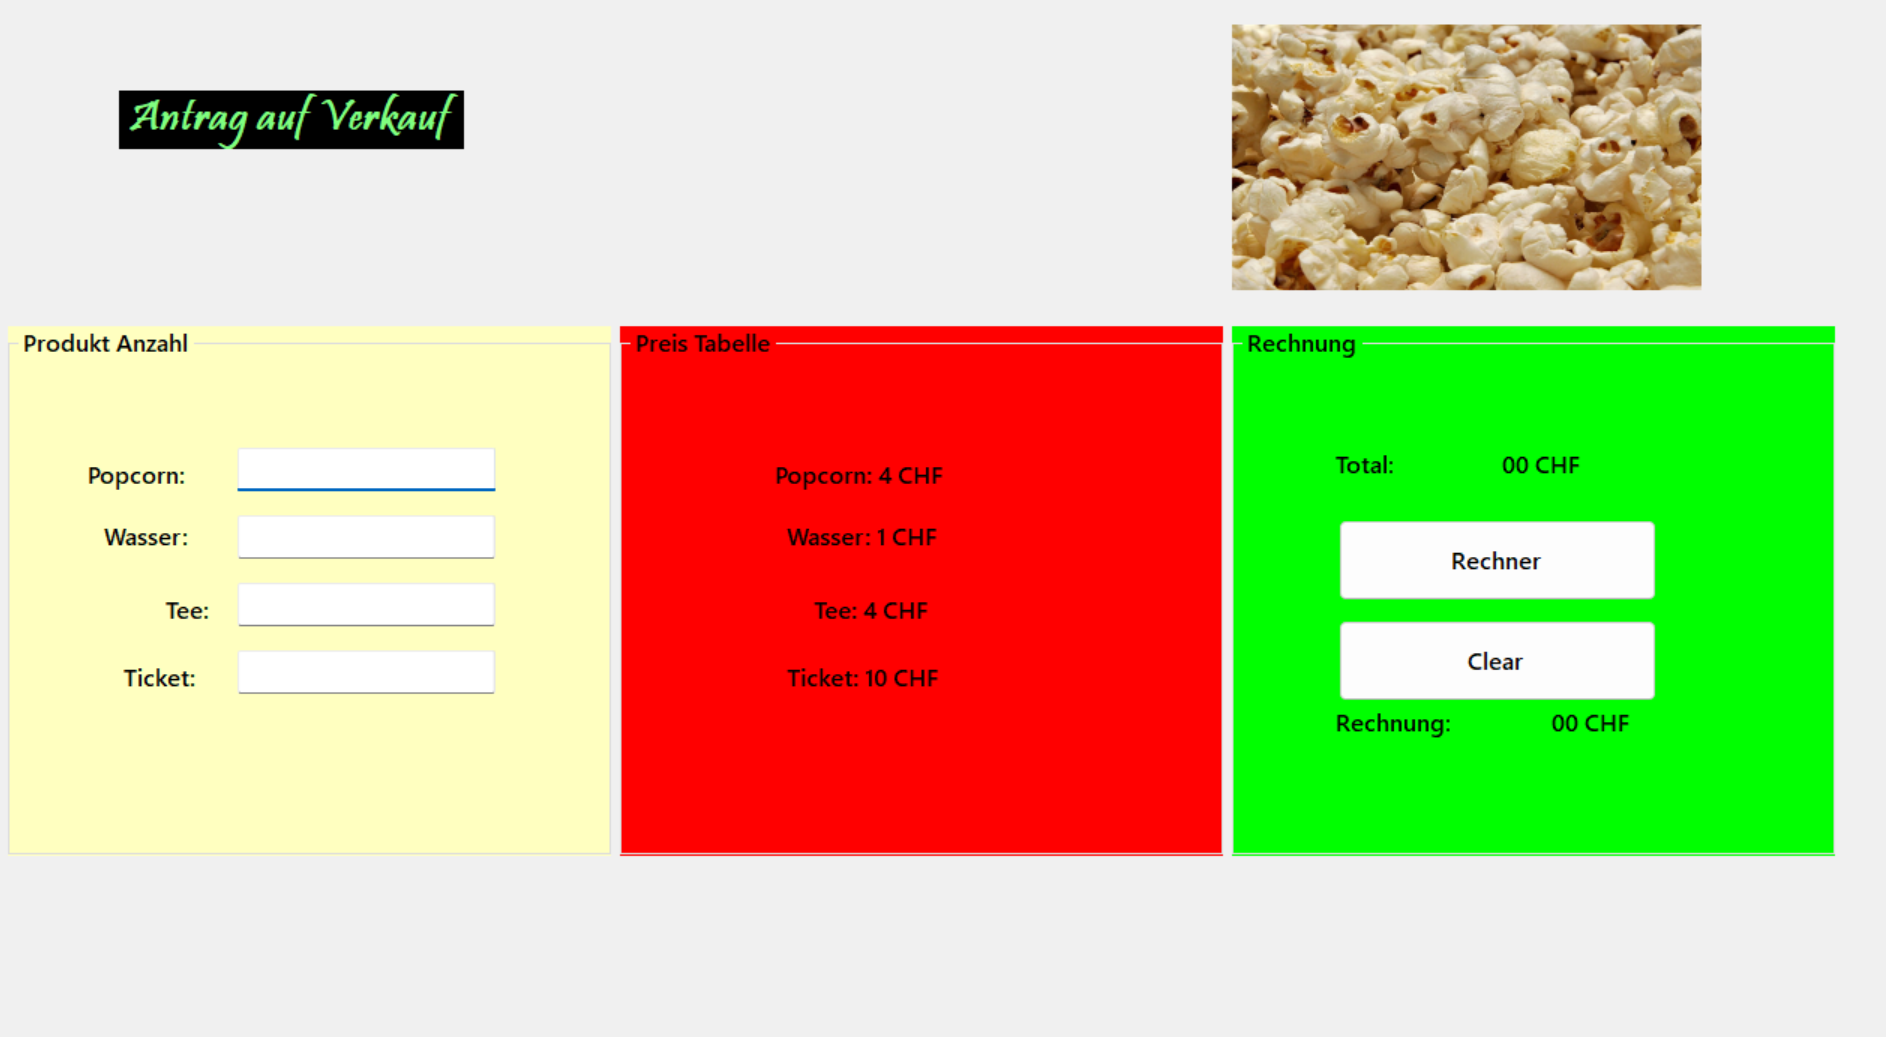 Antrag auf Verkauf
Produkt Anzahl
Popcorn:
Wasser:
Tee:
Ticket:
Preis Tabelle
Popcorn: 4 CHF
Wasser: 1 CHF
Tee: 4 CHF
Ticket: 10 CHF
Rechnung
Total: 00 CHF
Rechner
Clear
Rechnung: 00 CHF